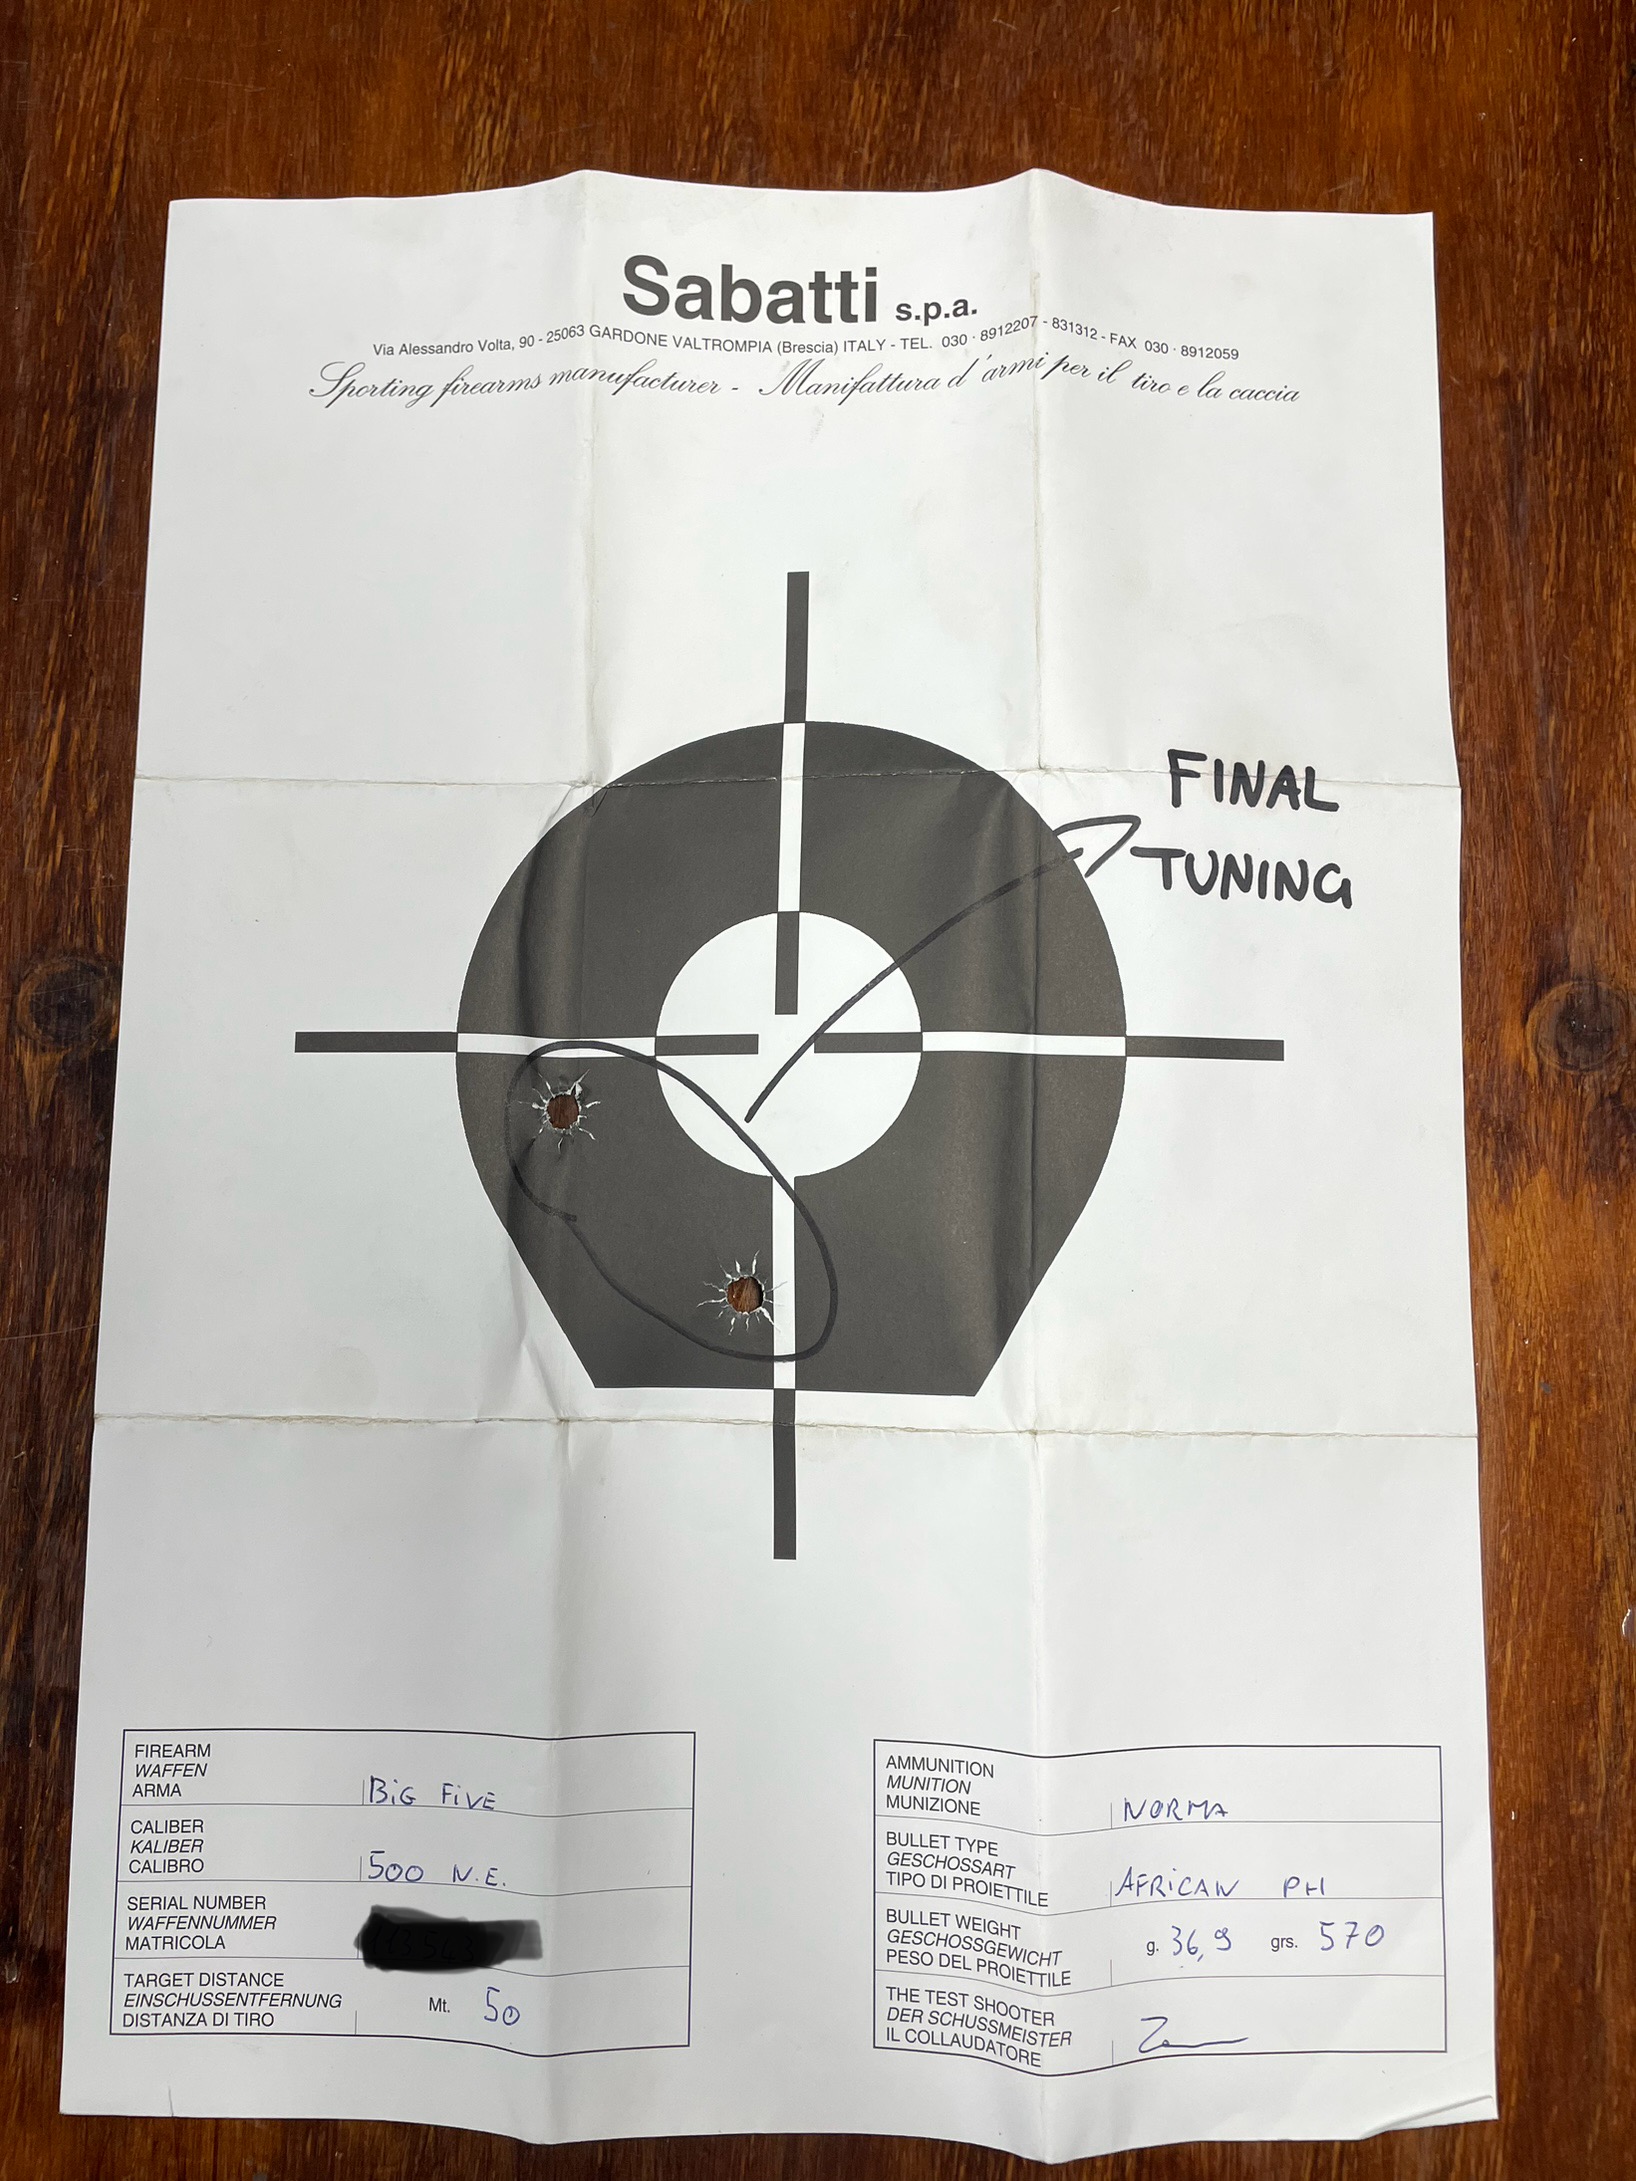 Sabatti s.p.a.
Via Alessandro Volta, 90 - 25063 GARDONE VALTROMPIA (Brescia) ITALY - TEL. 030 · 8912207 - 831312 - FAX 030 · 8912059
Sporting firearms manufacturer - Manifattura d'armi per il tiro e la caccia
FINAL
TUNING
FIREARM
WAFFEN
ARMA BiG FiVE
CALIBER
KALIBER
CALIBRO 500 N.E.
SERIAL NUMBER
WAFFENNUMMER
MATRICOLA
TARGET DISTANCE
EINSCHUSSENTFERNUNG Mt. 50
DISTANZA DI TIRO
AMMUNITION
MUNITION
MUNIZIONE NORMA
BULLET TYPE
GESCHOSSART
TIPO DI PROIETTILE AFRiCAN PH
BULLET WEIGHT
GESCHOSSGEWICHT g. 36,9 grs. 570
PESO DEL PROIETTILE
THE TEST SHOOTER
DER SCHUSSMEISTER
IL COLLAUDATORE